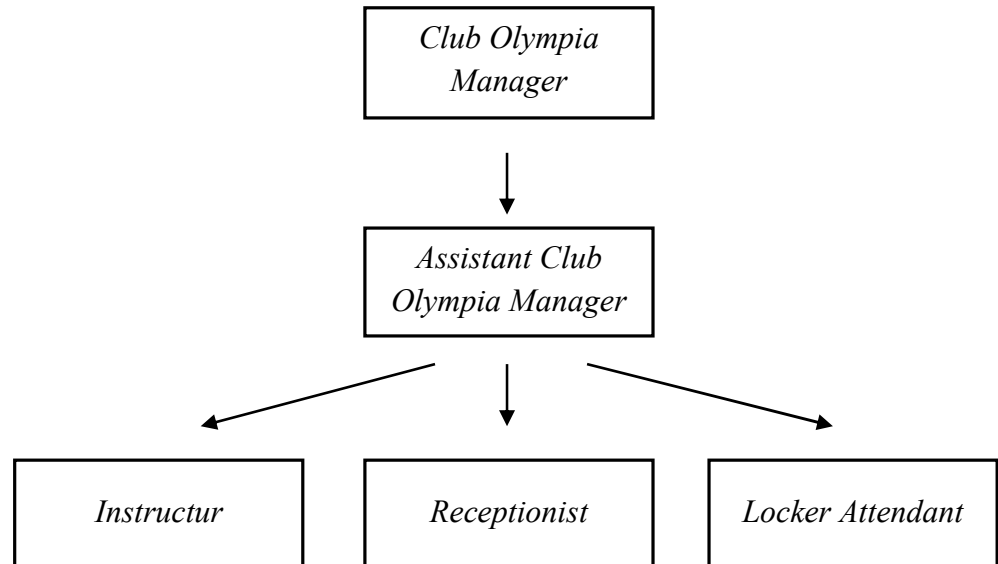 Club Olympia
Manager
Assistant Club
Olympia Manager
Instructur
Receptionist
Locker Attendant